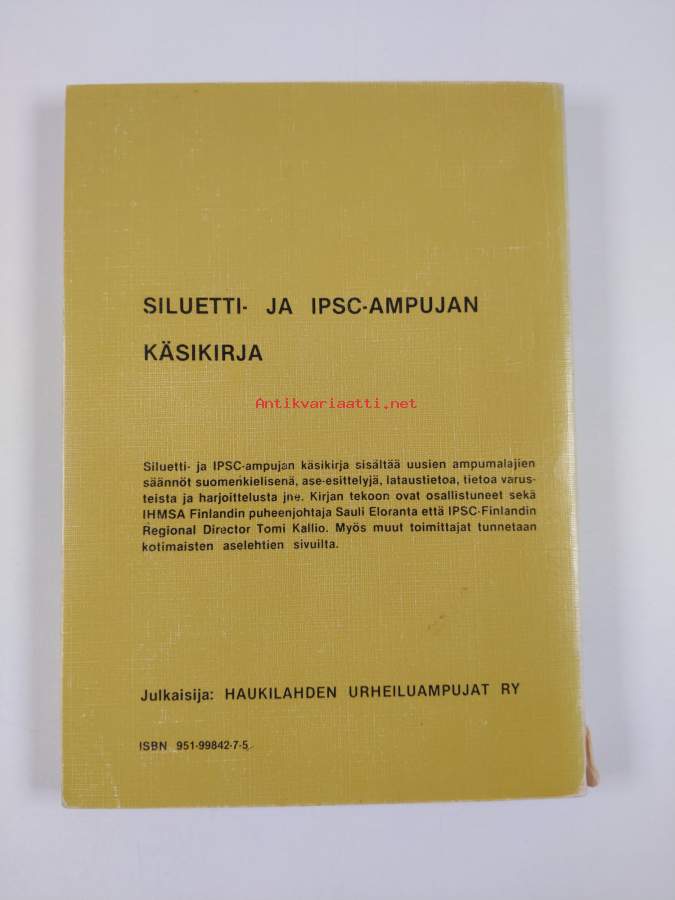 SILUETTI- JA IPSC-AMPUJAN
KÄSIKIRJA
Antikvariaatti.net
Siluetti- ja IPSC-ampujan käsikirja sisältää uusien ampumalajien
säännöt suomenkielisenä, ase-esittelyjä, lataustietoa, tietoa varus-
teista ja harjoittelusta jne. Kirjan tekoon ovat osallistuneet sekä
IHMSA Finlandin puheenjohtaja Sauli Eloranta että IPSC-Finlandin
Regional Director Tomi Kallio. Myös muut toimittajat tunnetaan
kotimaisten aselehtien sivuilta.
Julkaisija: HAUKILAHDEN URHEILUAMPUJAT RY
ISBN 951-99842-7-5